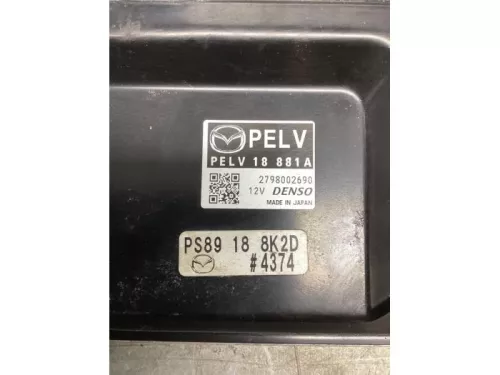 PELV
PELV 18 881A
2798002690
12V DENSO
MADE IN JAPAN
PS89 18 8K2D
#4374